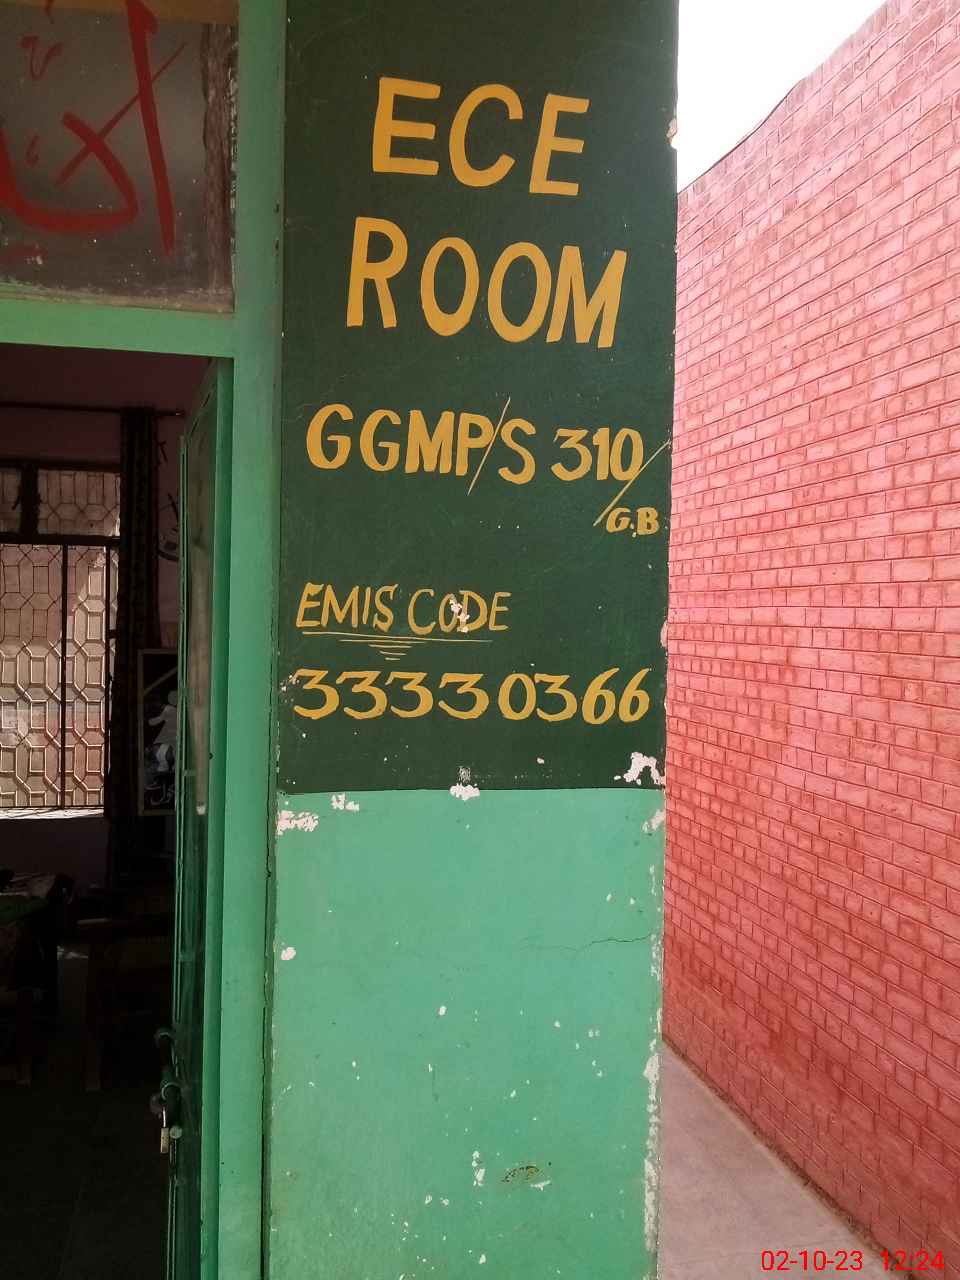 ECE
ROOM
GGMP/S 310/G.B
EMIS CODE
33330366
02-10-23 12:24